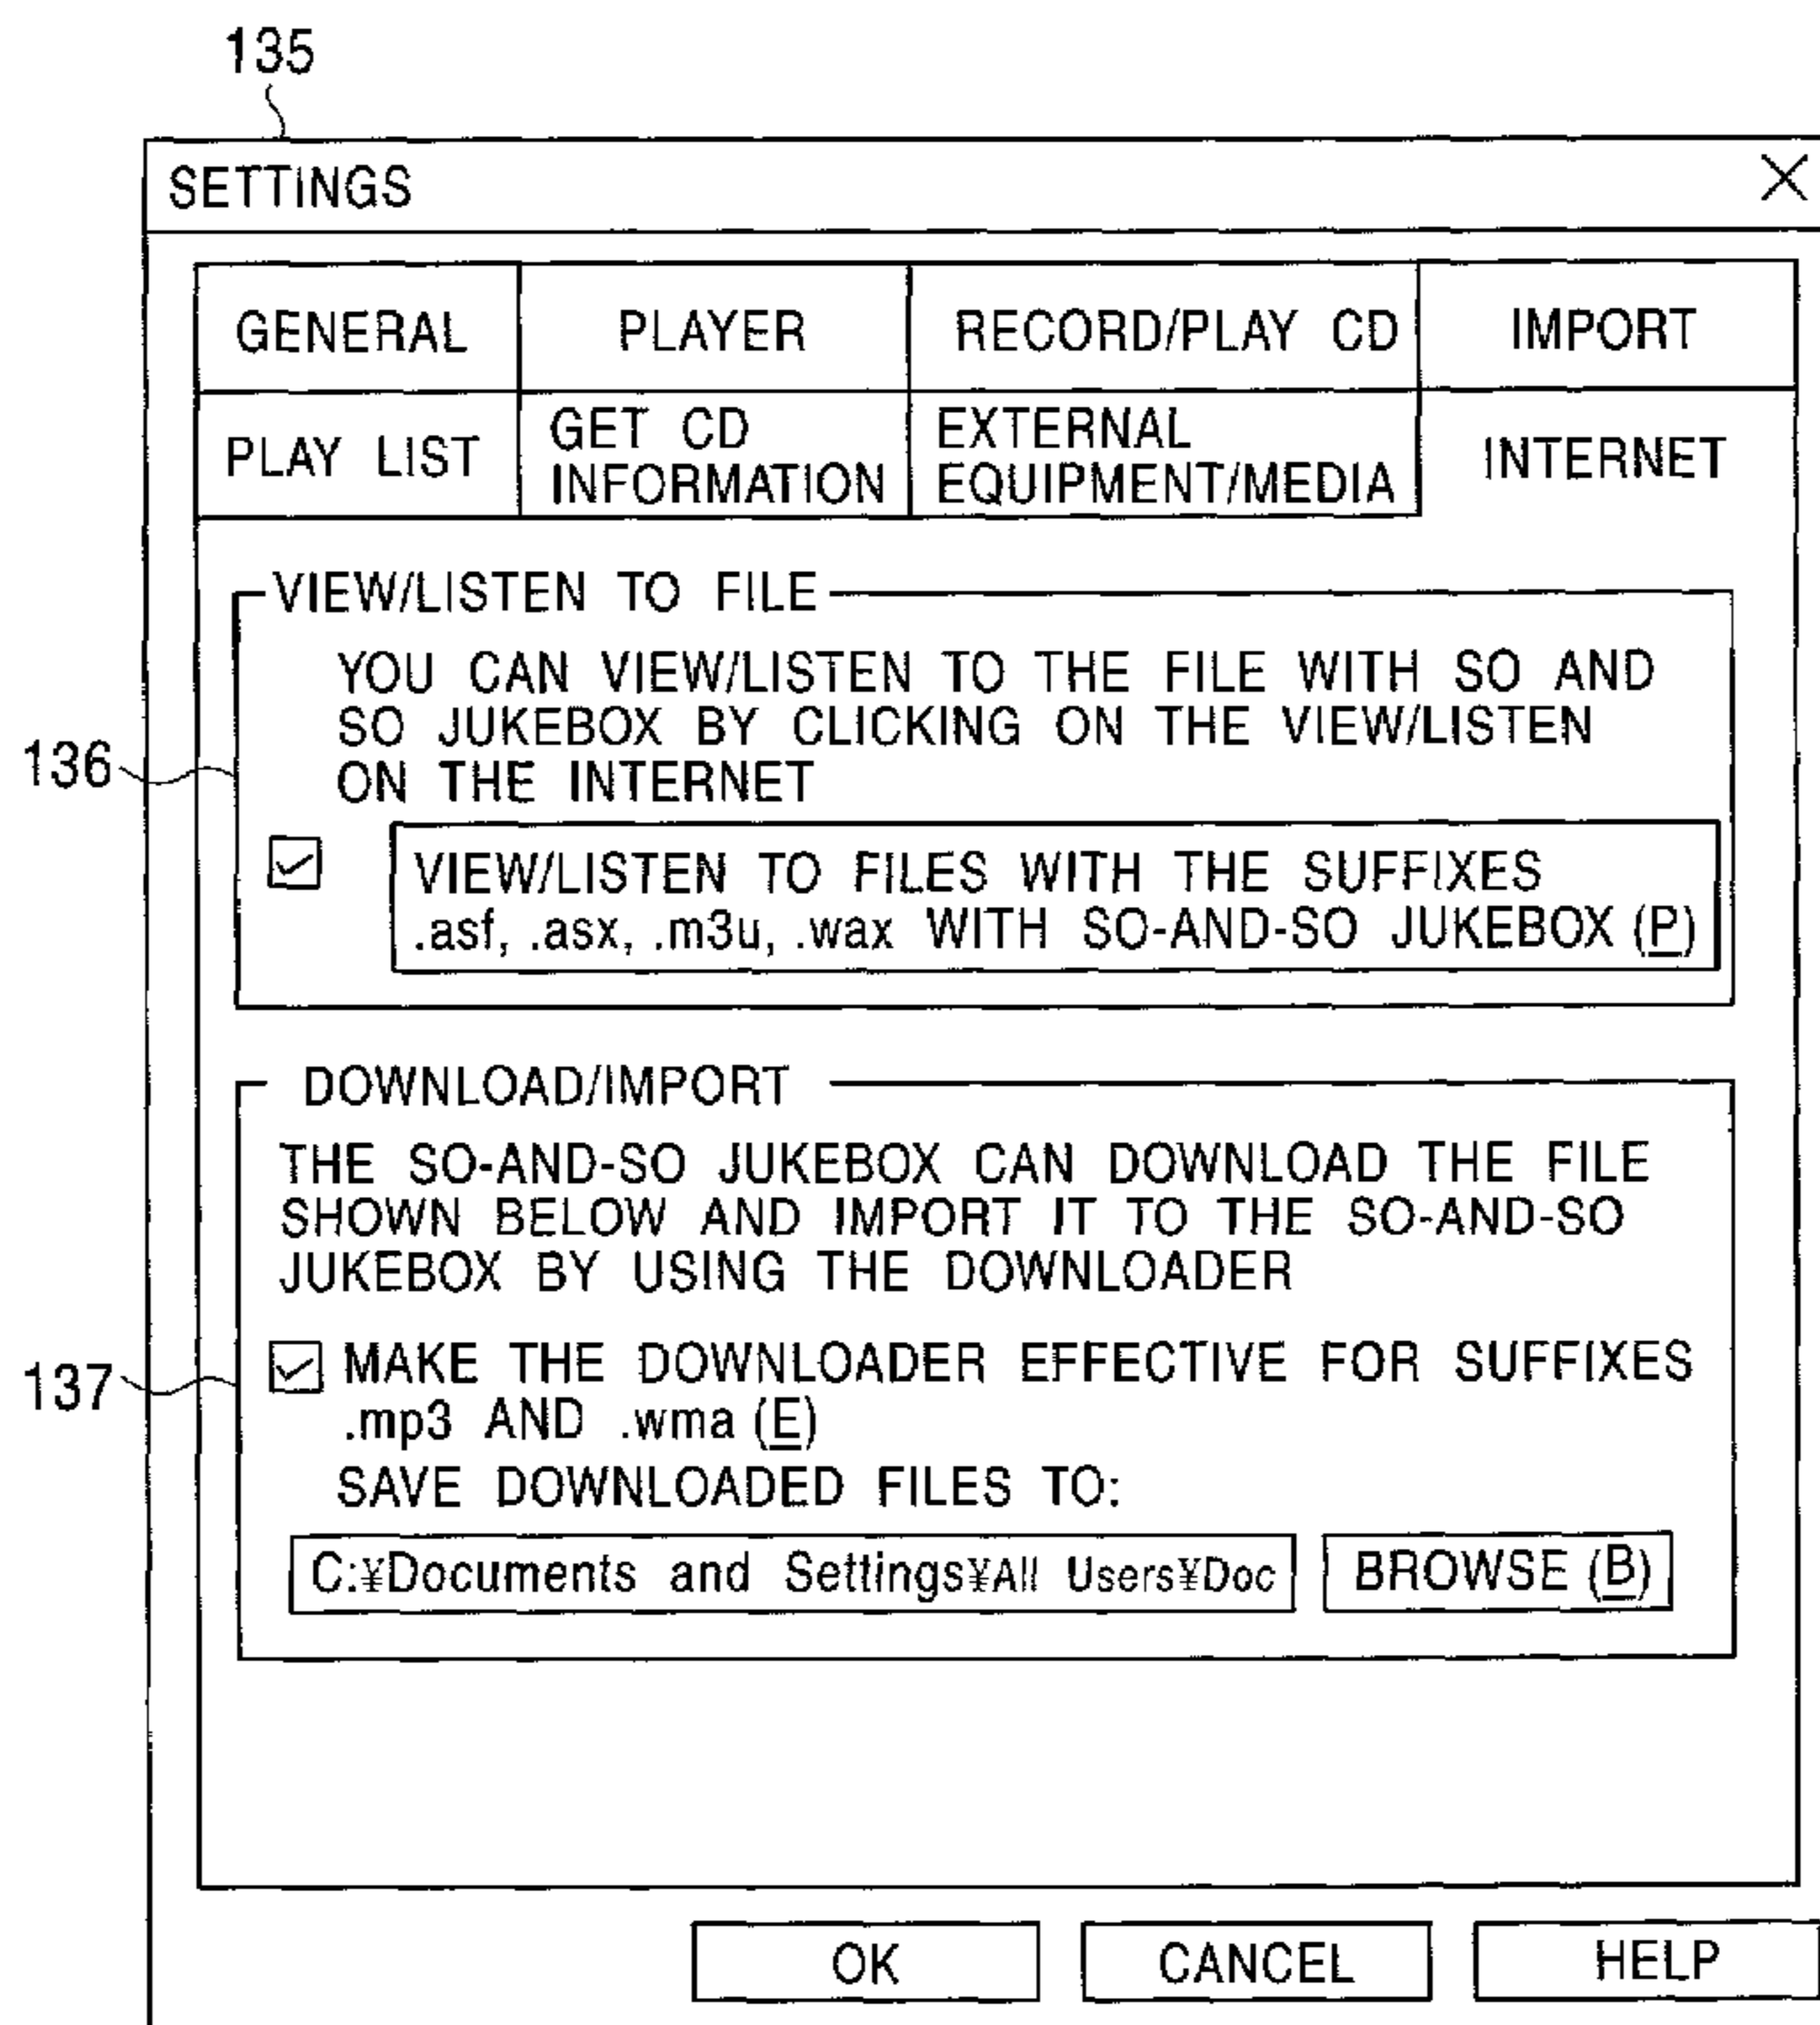 135
SETTINGS
GENERAL PLAYER RECORD/PLAY CD IMPORT
PLAY LIST GET CD INFORMATION EXTERNAL EQUIPMENT/MEDIA INTERNET
VIEW/LISTEN TO FILE
YOU CAN VIEW/LISTEN TO THE FILE WITH SO AND
SO JUKEBOX BY CLICKING ON THE VIEW/LISTEN
ON THE INTERNET
136
VIEW/LISTEN TO FILES WITH THE SUFFIXES
.asf, .asx, .m3u, .wax WITH SO-AND-SO JUKEBOX (P)
DOWNLOAD/IMPORT
THE SO-AND-SO JUKEBOX CAN DOWNLOAD THE FILE
SHOWN BELOW AND IMPORT IT TO THE SO-AND-SO
JUKEBOX BY USING THE DOWNLOADER
137
MAKE THE DOWNLOADER EFFECTIVE FOR SUFFIXES
.mp3 AND .wma (E)
SAVE DOWNLOADED FILES TO:
C:¥Documents and Settings¥All Users¥Doc BROWSE (B)
OK CANCEL HELP